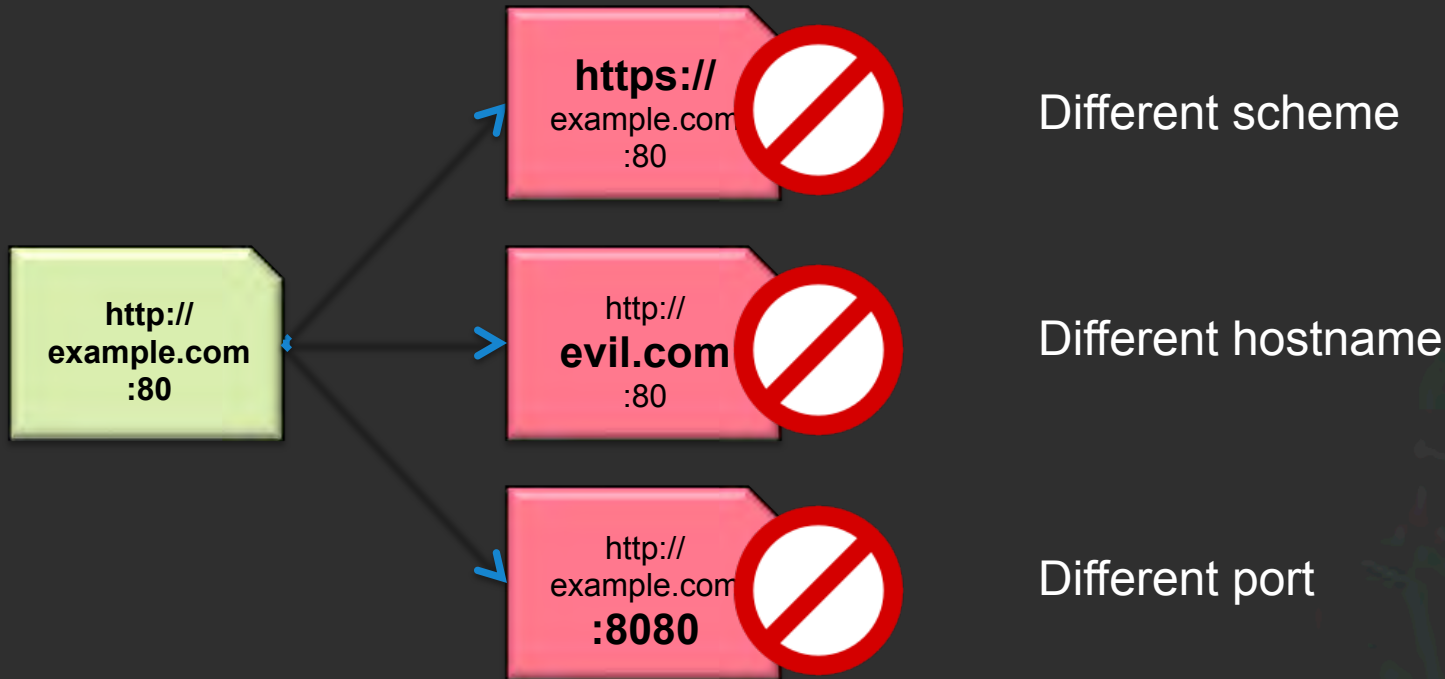 https://
example.com
:80
Different scheme
http://
example.com
:80
http://
evil.com
:80
Different hostname
http://
example.com
:8080
Different port